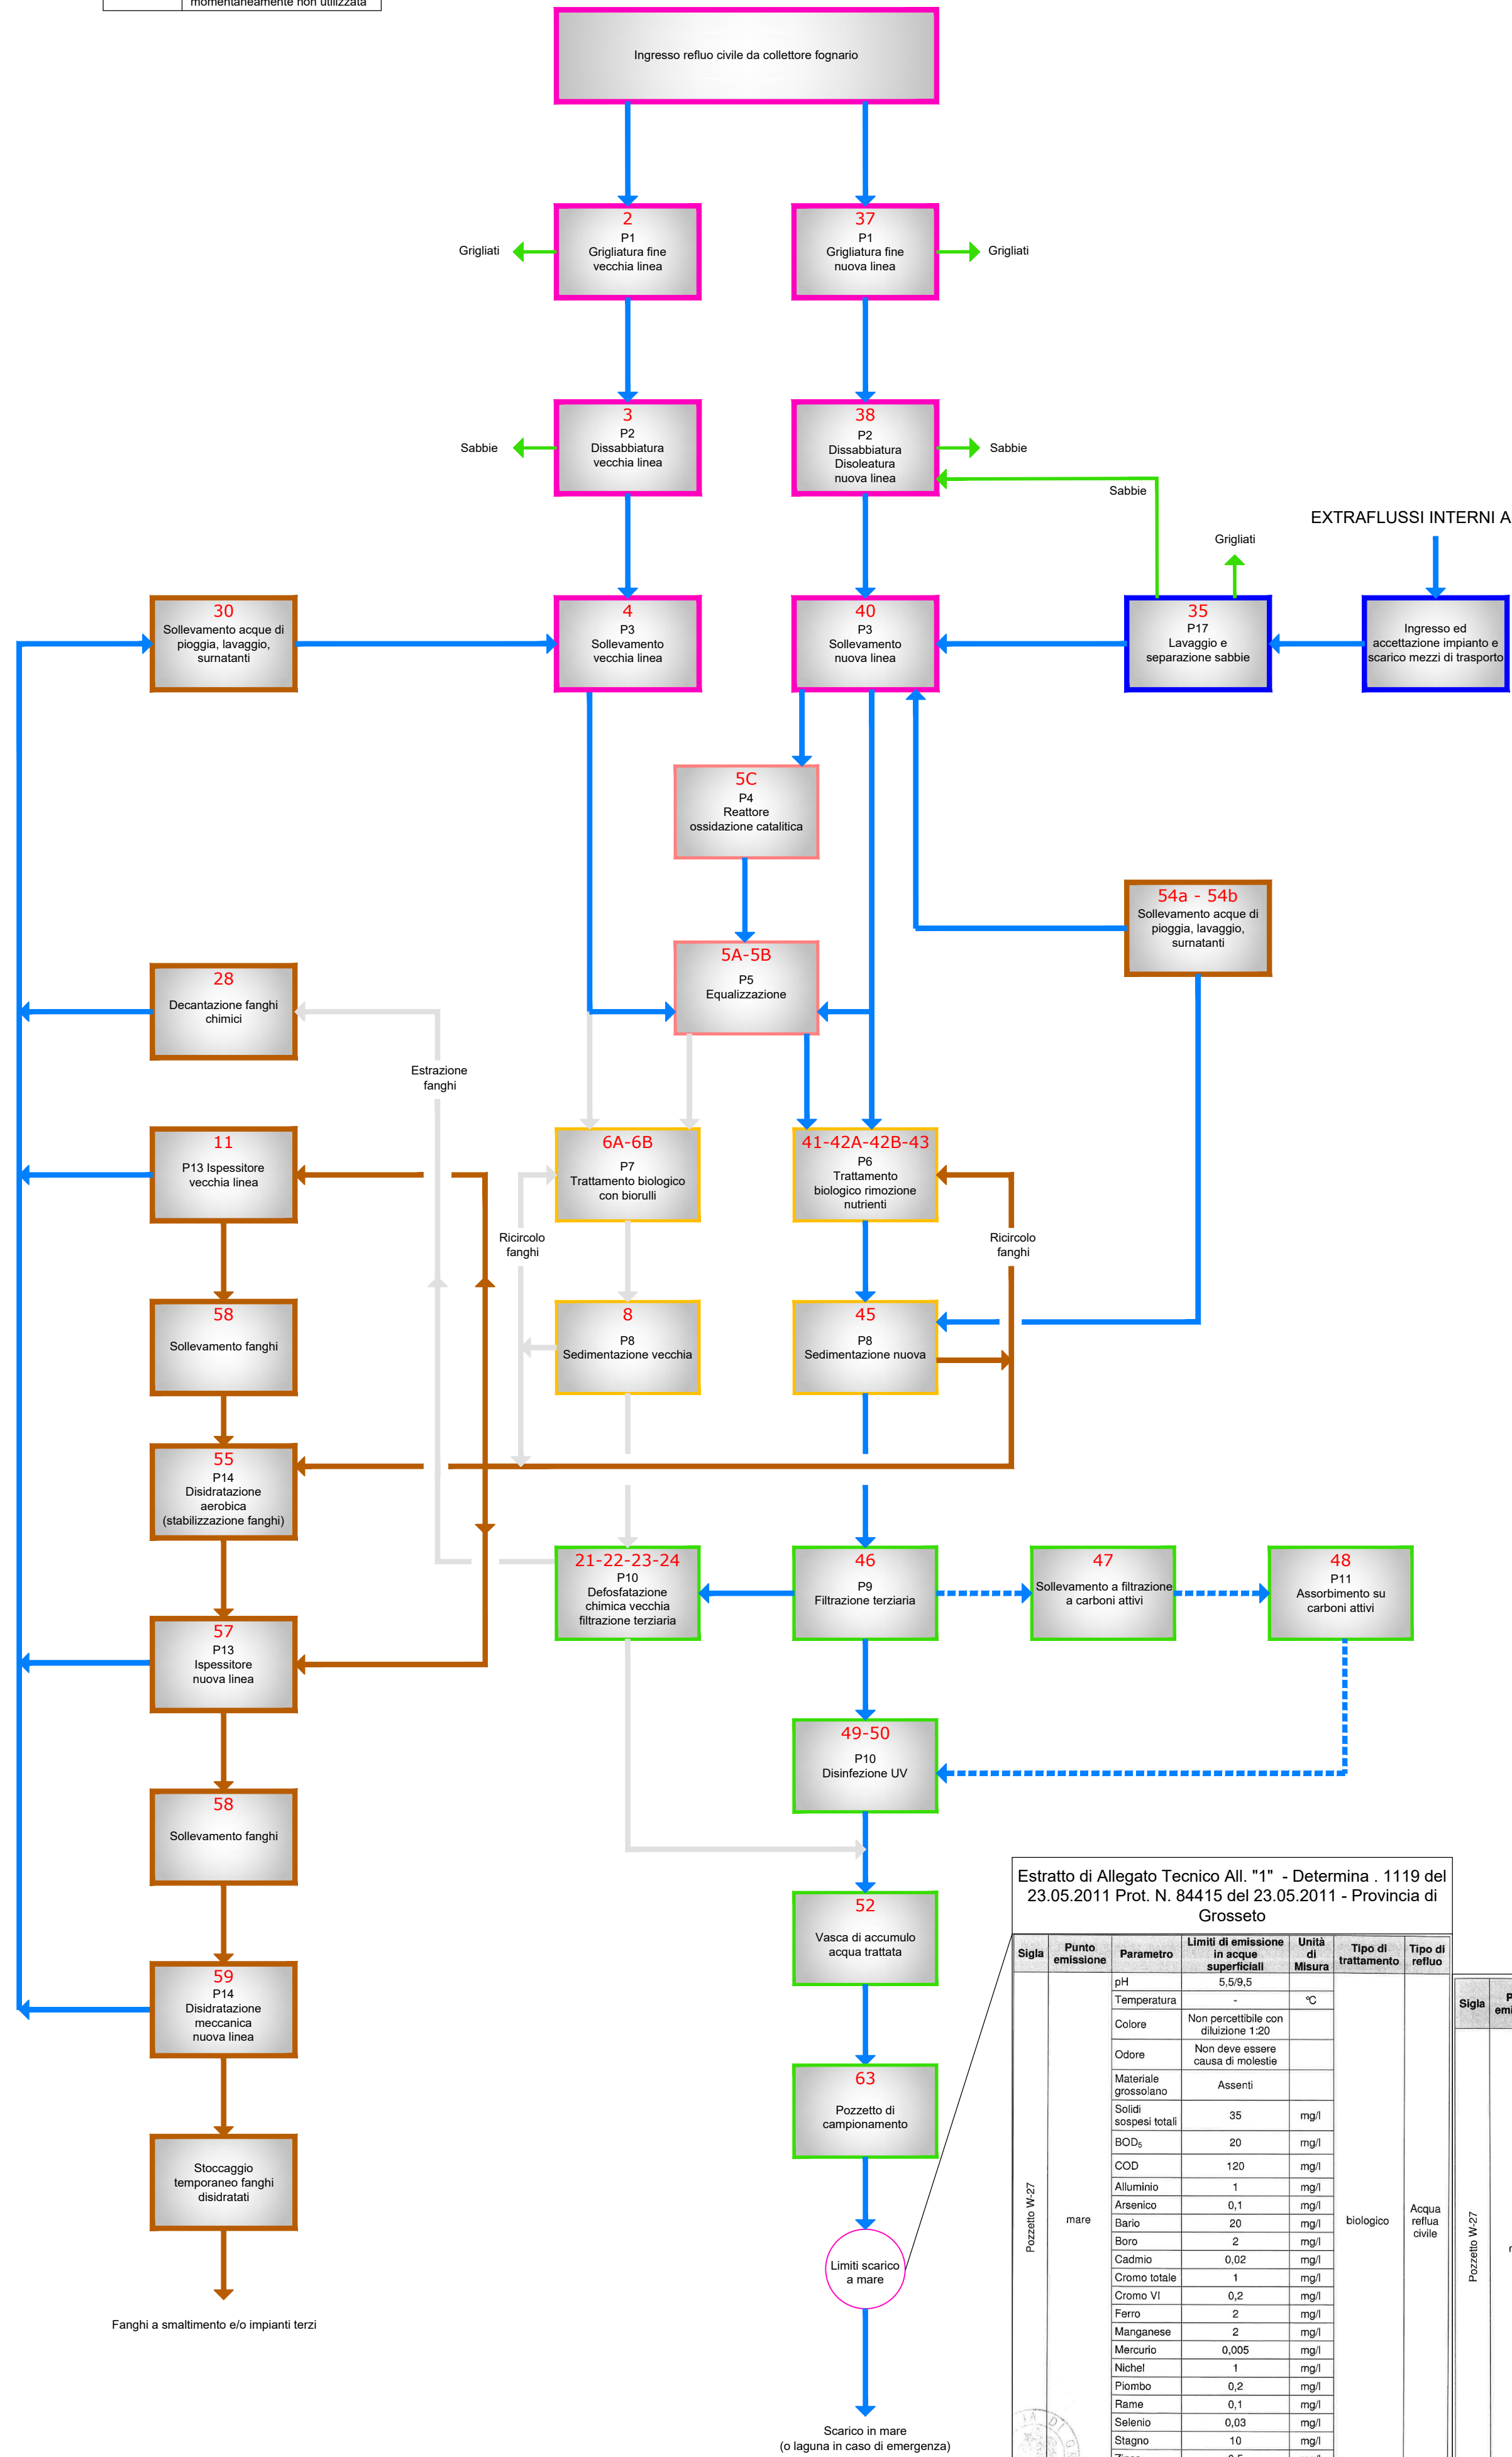 momentaneamente non utilizzata
Ingresso refluo civile da collettore fognario
2
P1
Grigliatura fine
vecchia linea
Grigliati
37
P1
Grigliatura fine
nuova linea
Grigliati
3
P2
Dissabbiatura
vecchia linea
Sabbie
38
P2
Dissabbiatura
Disoleatura
nuova linea
Sabbie
Sabbie
EXTRAFLUSSI INTERNI A
Grigliati
30
Sollevamento acque di
pioggia, lavaggio,
surnatanti
4
P3
Sollevamento
vecchia linea
40
P3
Sollevamento
nuova linea
35
P17
Lavaggio e
separazione sabbie
Ingresso ed
accettazione impianto e
scarico mezzi di trasporto
5C
P4
Reattore
ossidazione catalitica
54a - 54b
Sollevamento acque di
pioggia, lavaggio,
surnatanti
5A-5B
P5
Equalizzazione
28
Decantazione fanghi
chimici
Estrazione
fanghi
11
P13 Ispessitore
vecchia linea
6A-6B
P7
Trattamento biologico
con biorulli
41-42A-42B-43
P6
Trattamento
biologico rimozione
nutrienti
Ricircolo
fanghi
Ricircolo
fanghi
58
Sollevamento fanghi
8
P8
Sedimentazione vecchia
45
P8
Sedimentazione nuova
55
P14
Disidratazione
aerobica
(stabilizzazione fanghi)
21-22-23-24
P10
Defosfatazione
chimica vecchia
filtrazione terziaria
46
P9
Filtrazione terziaria
47
Sollevamento a filtrazione
a carboni attivi
48
P11
Assorbimento su
carboni attivi
57
P13
Ispessitore
nuova linea
49-50
P10
Disinfezione UV
58
Sollevamento fanghi
52
Vasca di accumulo
acqua trattata
59
P14
Disidratazione
meccanica
nuova linea
63
Pozzetto di
campionamento
Stoccaggio
temporaneo fanghi
disidratati
Limiti scarico
a mare
Fanghi a smaltimento e/o impianti terzi
Scarico in mare
(o laguna in caso di emergenza)
Estratto di Allegato Tecnico All. "1" - Determina . 1119 del
23.05.2011 Prot. N. 84415 del 23.05.2011 - Provincia di
Grosseto
Sigla Punto emissione Parametro Limiti di emissione in acque superficiali Unità di Misura Tipo di trattamento Tipo di refluo
Pozzetto W-27
mare
biologico
Acqua
reflua
civile
pH 5,5/9,5
Temperatura - °C
Colore Non percettibile con diluizione 1:20
Odore Non deve essere causa di molestie
Materiale grossolano Assenti
Solidi sospesi totali 35 mg/l
BOD₅ 20 mg/l
COD 120 mg/l
Alluminio 1 mg/l
Arsenico 0,1 mg/l
Bario 20 mg/l
Boro 2 mg/l
Cadmio 0,02 mg/l
Cromo totale 1 mg/l
Cromo VI 0,2 mg/l
Ferro 2 mg/l
Manganese 2 mg/l
Mercurio 0,005 mg/l
Nichel 1 mg/l
Piombo 0,2 mg/l
Rame 0,1 mg/l
Selenio 0,03 mg/l
Stagno 10 mg/l
Sigla
Pozzetto W-27